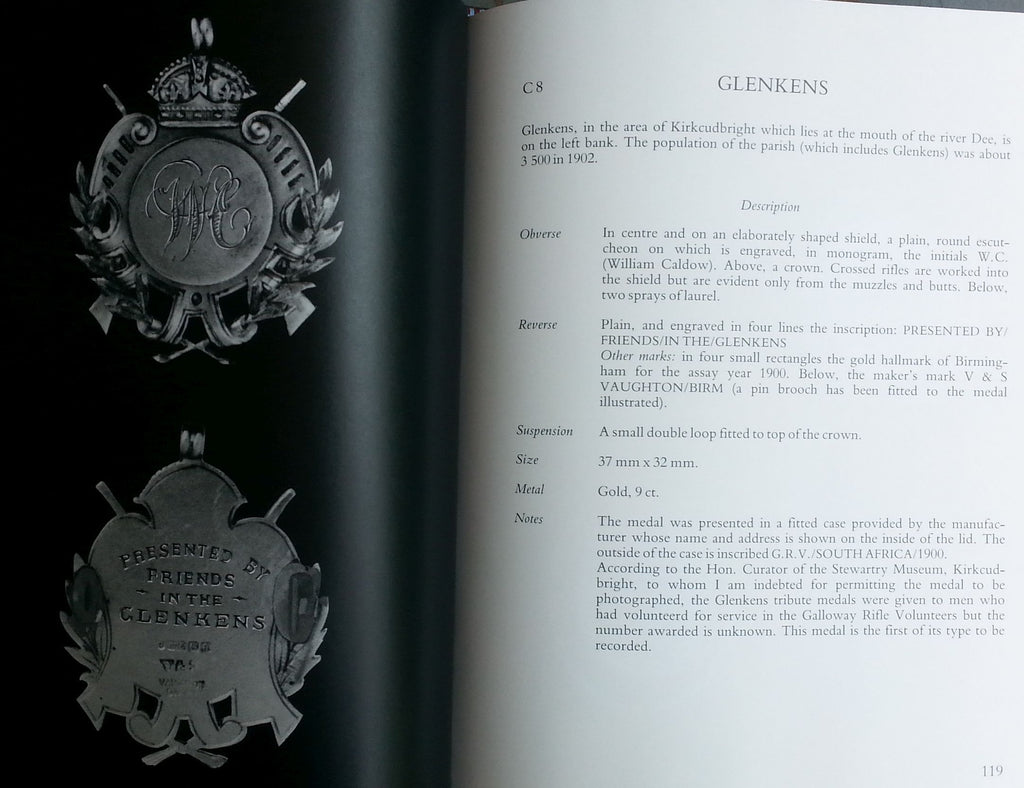 PRESENTED BY
FRIENDS
IN THE
GLENKENS
C 8
GLENKENS
Glenkens, in the area of Kirkcudbright which lies at the mouth of the river Dee, is
on the left bank. The population of the parish (which includes Glenkens) was about
3 500 in 1902.
Description
Obverse
In centre and on an elaborately shaped shield, a plain, round escut-
cheon on which is engraved, in monogram, the initials W.C.
(William Caldow). Above, a crown. Crossed rifles are worked into
the shield but are evident only from the muzzles and butts. Below,
two sprays of laurel.
Reverse
Plain, and engraved in four lines the inscription: PRESENTED BY/
FRIENDS/IN THE/GLENKENS
Other marks: in four small rectangles the gold hallmark of Birming-
ham for the assay year 1900. Below, the maker's mark V & S
VAUGHTON/BIRM (a pin brooch has been fitted to the medal
illustrated).
Suspension
A small double loop fitted to top of the crown.
Size
37 mm x 32 mm.
Metal
Gold, 9 ct.
Notes
The medal was presented in a fitted case provided by the manufac-
turer whose name and address is shown on the inside of the lid. The
outside of the case is inscribed G.R.V./SOUTH AFRICA/1900.
According to the Hon. Curator of the Stewartry Museum, Kirkcud-
bright, to whom I am indebted for permitting the medal to be
photographed, the Glenkens tribute medals were given to men who
had volunteerd for service in the Galloway Rifle Volunteers but the
number awarded is unknown. This medal is the first of its type to be
recorded.
119